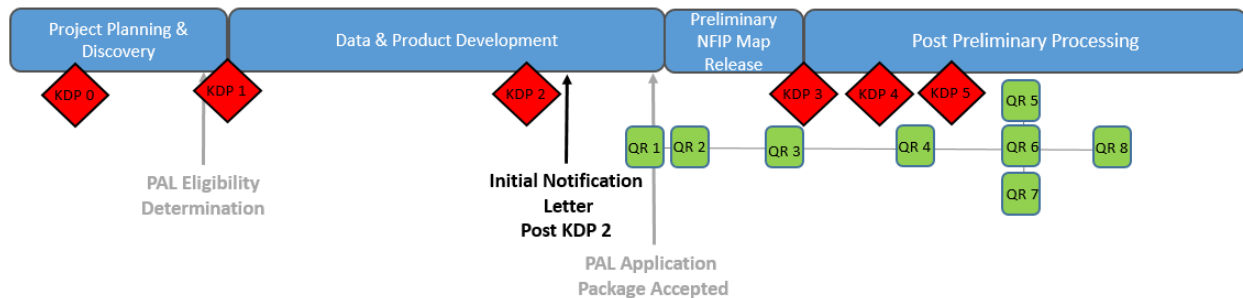 Project Planning &
Discovery
Data & Product Development
Preliminary
NFIP Map
Release
Post Preliminary Processing
KDP 0
KDP 1
KDP 2
KDP 3
KDP 4
KDP 5
QR 5
QR 1
QR 2
QR 3
QR 4
QR 6
QR 8
QR 7
PAL Eligibility
Determination
Initial Notification
Letter
Post KDP 2
PAL Application
Package Accepted